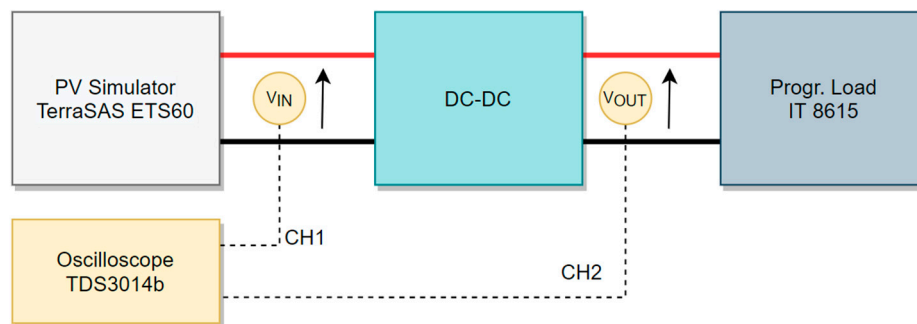 PV Simulator
TerraSAS ETS60
VIN
DC-DC
VOUT
Progr. Load
IT 8615
Oscilloscope
TDS3014b
CH1
CH2